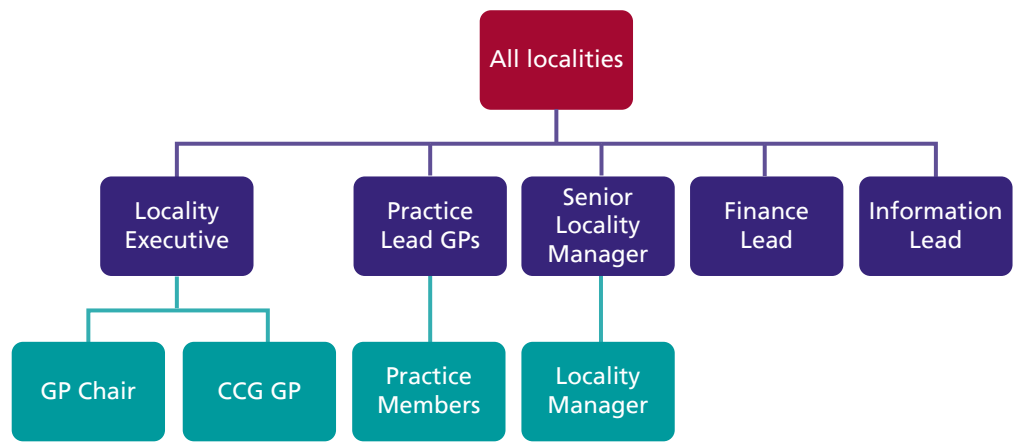 All localities
Locality
Executive
Practice
Lead GPs
Senior
Locality
Manager
Finance
Lead
Information
Lead
GP Chair
CCG GP
Practice
Members
Locality
Manager